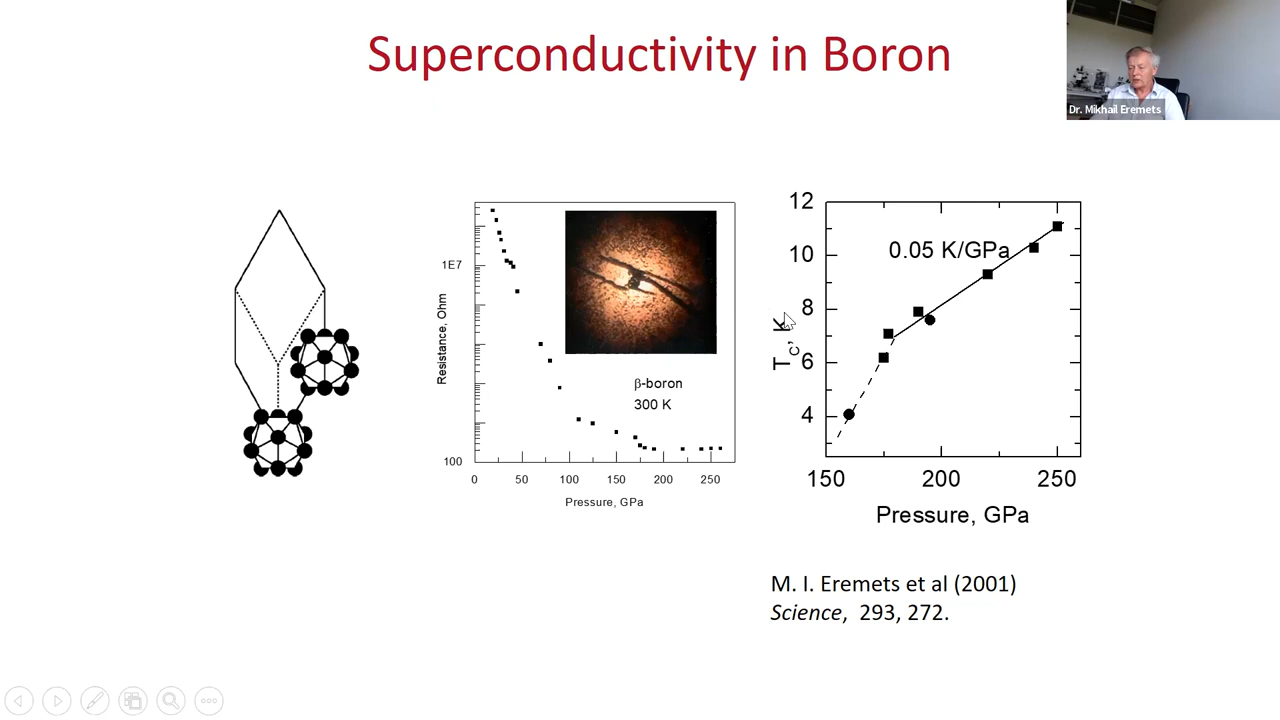 Superconductivity in Boron
Dr. Mikhail Eremets
1E7
100
Resistance, Ohm
β-boron
300 K
0 50 100 150 200 250
Pressure, GPa
12
10
8
6
4
T_C, K
0.05 K/GPa
150 200 250
Pressure, GPa
M. I. Eremets et al (2001)
Science, 293, 272.